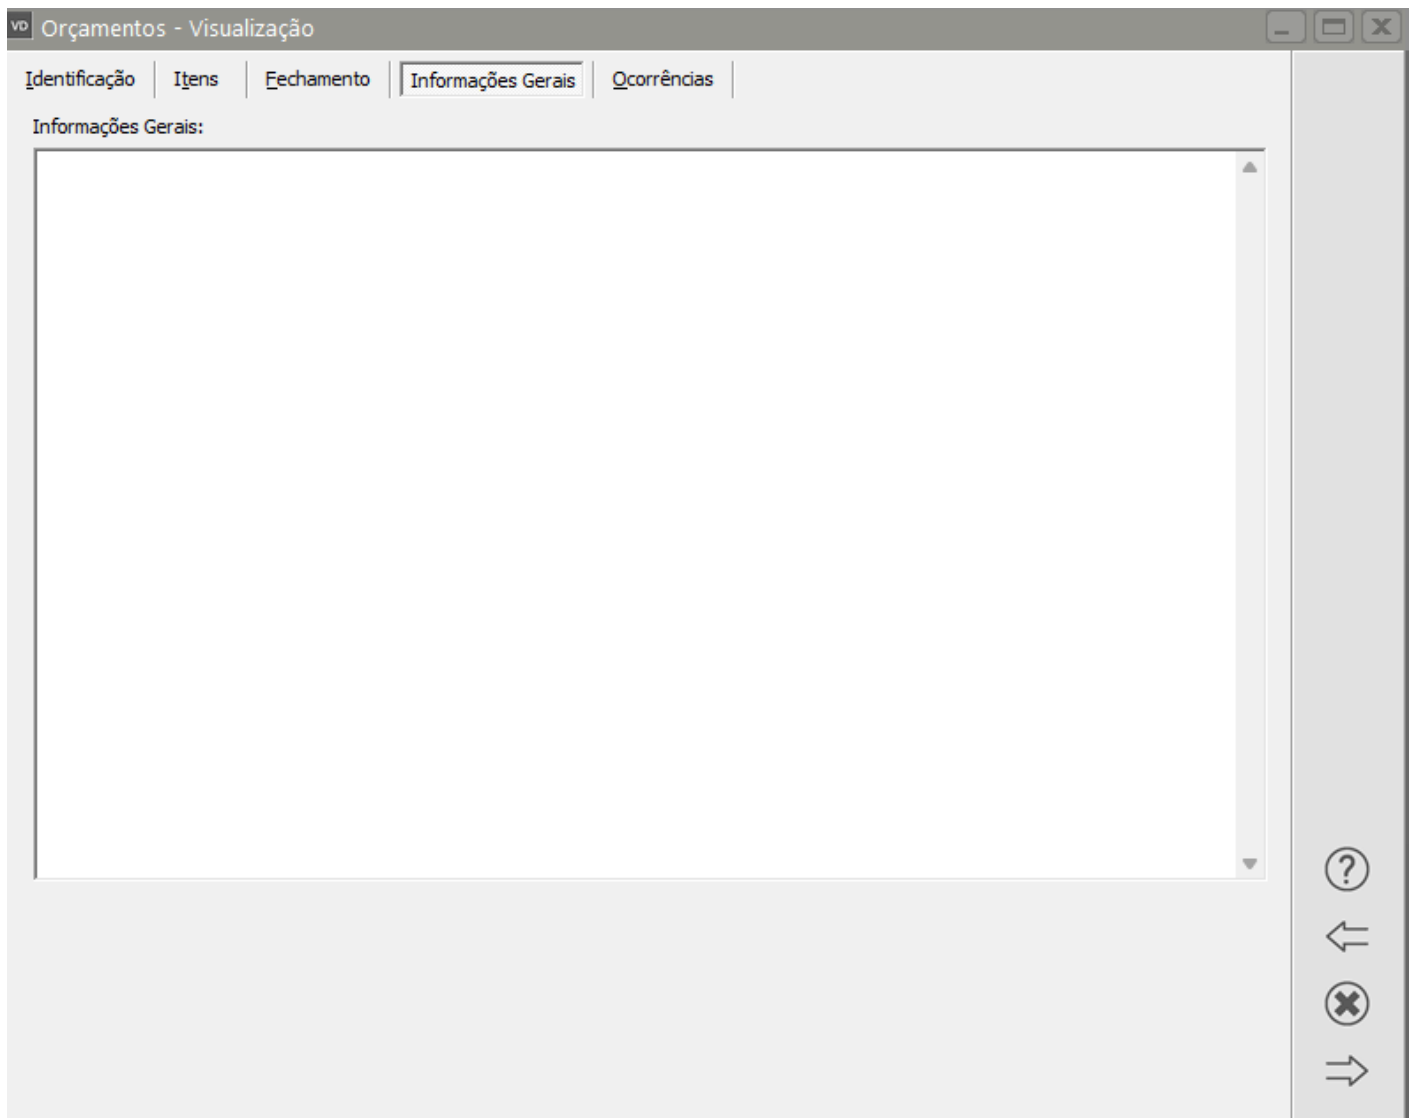 VD Orçamentos - Visualização
Identificação Itens Fechamento Informações Gerais Ocorrências
Informações Gerais:
?